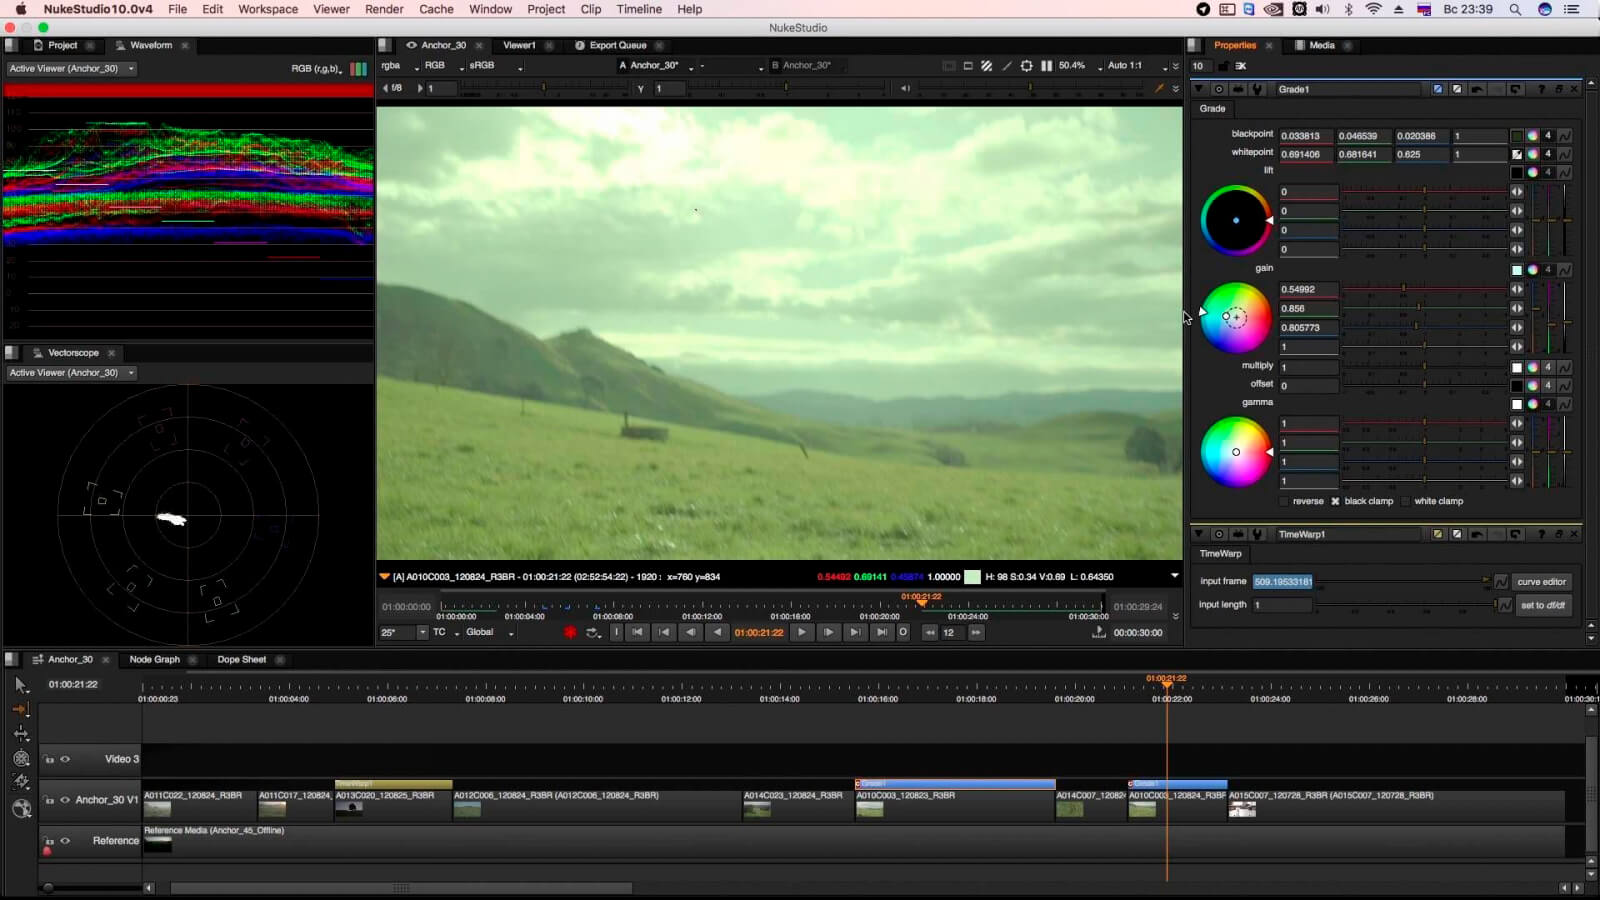 NukeStudio10.0v4 File Edit Workspace Viewer Render Cache Window Project Clip Timeline Help Вс 23:39
NukeStudio
Project Waveform
Active Viewer (Anchor_30) RGB (r,g,b)
Vectorscope
Active Viewer (Anchor_30)
Anchor_30 Viewer1 Export Queue
rgba RGB sRGB A Anchor_30* - B Anchor_30* 50.4% Auto 1:1
f/8 1 Y 1
[A] A010C003_120824_R3BR - 01:00:21:22 (02:52:54:22) - 1920 : x=760 y=834 0.54492 0.69141 0.45874 1.00000 H: 98 S:0.34 V:0.69 L: 0.64350
01:00:21:22
01:00:00:00 01:00:29:24
01:00:00:00 01:00:04:00 01:00:08:00 01:00:12:00 01:00:16:00 01:00:20:00 01:00:24:00 01:00:30:00
25* TC Global I 01:00:21:22 O 12 00:00:30:00
Properties Media
10
Grade1
Grade
blackpoint 0.033813 0.046539 0.020386 1 4
whitepoint 0.691406 0.681641 0.625 1 4
lift 4
0
0
0
0
gain 4
0.54992
0.856
0.805773
1
multiply 1 4
offset 0 4
gamma 4
1
1
1
1
reverse black clamp white clamp
TimeWarp1
TimeWarp
input frame 509.19533181 curve editor
input length 1 set to df/dt
Anchor_30 Node Graph Dope Sheet
01:00:21:22
01:00:21:22
01:00:00:23 01:00:04:00 01:00:06:00 01:00:08:00 01:00:10:00 01:00:12:00 01:00:14:00 01:00:16:00 01:00:18:00 01:00:20:00 01:00:22:00 01:00:24:00 01:00:26:00 01:00:28:00 01:00:30:1
Video 3
TimeWarp1 Grade1 Grade1
Anchor_30 V1
A011C022_120824_R3BR A011C017_120824_ A013C020_120825_R3BR A012C006_120824_R3BR (A012C006_120824_R3BR) A014C023_120824_R3BR A010C003_120823_R3BR A014C007_12082 A010C003_120824_R3BR A015C007_120728_R3BR (A015C007_120728_R3BR)
Reference
Reference Media (Anchor_45_Offline)